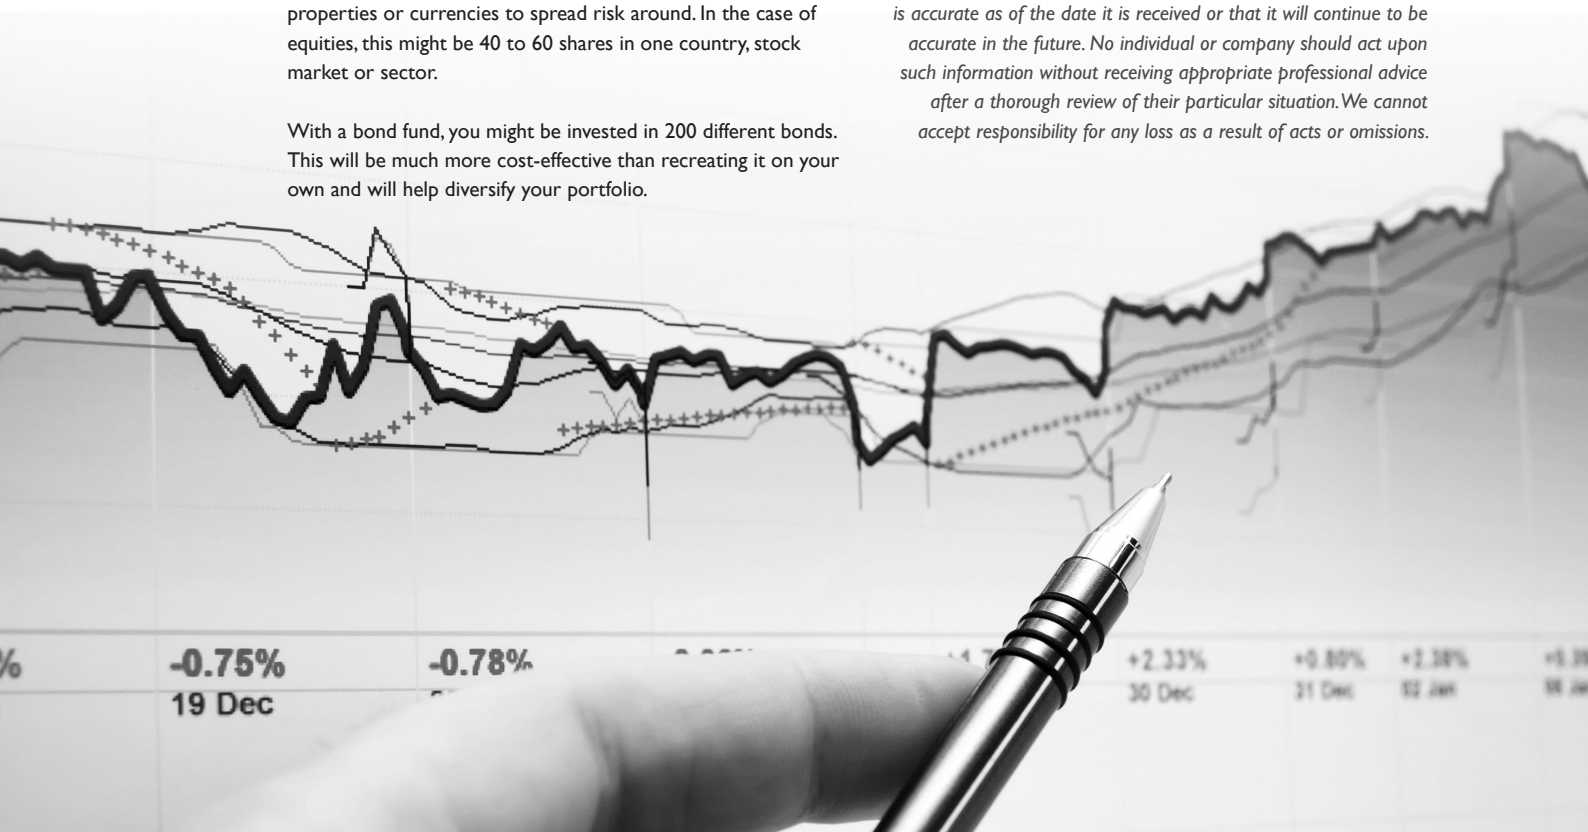 properties or currencies to spread risk around. In the case of
equities, this might be 40 to 60 shares in one country, stock
market or sector.
With a bond fund, you might be invested in 200 different bonds.
This will be much more cost-effective than recreating it on your
own and will help diversify your portfolio.
is accurate as of the date it is received or that it will continue to be
accurate in the future. No individual or company should act upon
such information without receiving appropriate professional advice
after a thorough review of their particular situation. We cannot
accept responsibility for any loss as a result of acts or omissions.
% -0.75% -0.78% +2.33% +0.80% +2.38%
19 Dec 30 Dec 31 Dec 02 Jan